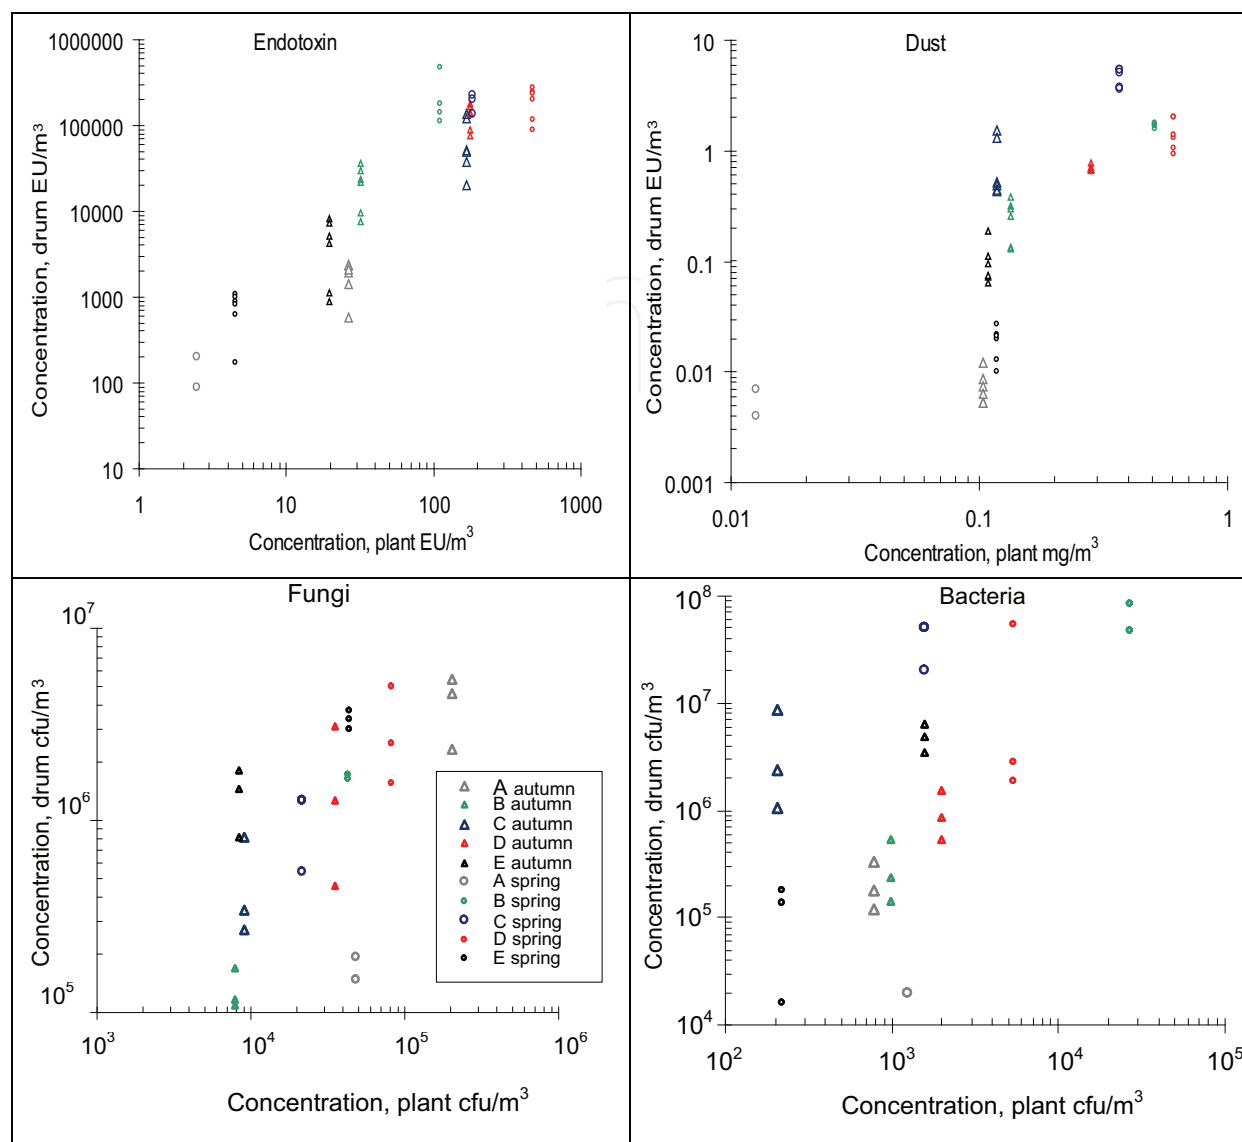 Endotoxin
1000000
100000
10000
1000
100
10
1
10
100
1000
Concentration, drum EU/m³
Concentration, plant EU/m³
Dust
10
1
0.1
0.01
0.001
0.01
0.1
1
Concentration, drum EU/m³
Concentration, plant mg/m³
Fungi
10⁷
10⁶
10⁵
10³
10⁴
10⁵
10⁶
Concentration, drum cfu/m³
Concentration, plant cfu/m³
A autumn
B autumn
C autumn
D autumn
E autumn
A spring
B spring
C spring
D spring
E spring
Bacteria
10⁸
10⁷
10⁶
10⁵
10⁴
10²
10³
10⁴
10⁵
Concentration, drum cfu/m³
Concentration, plant cfu/m³